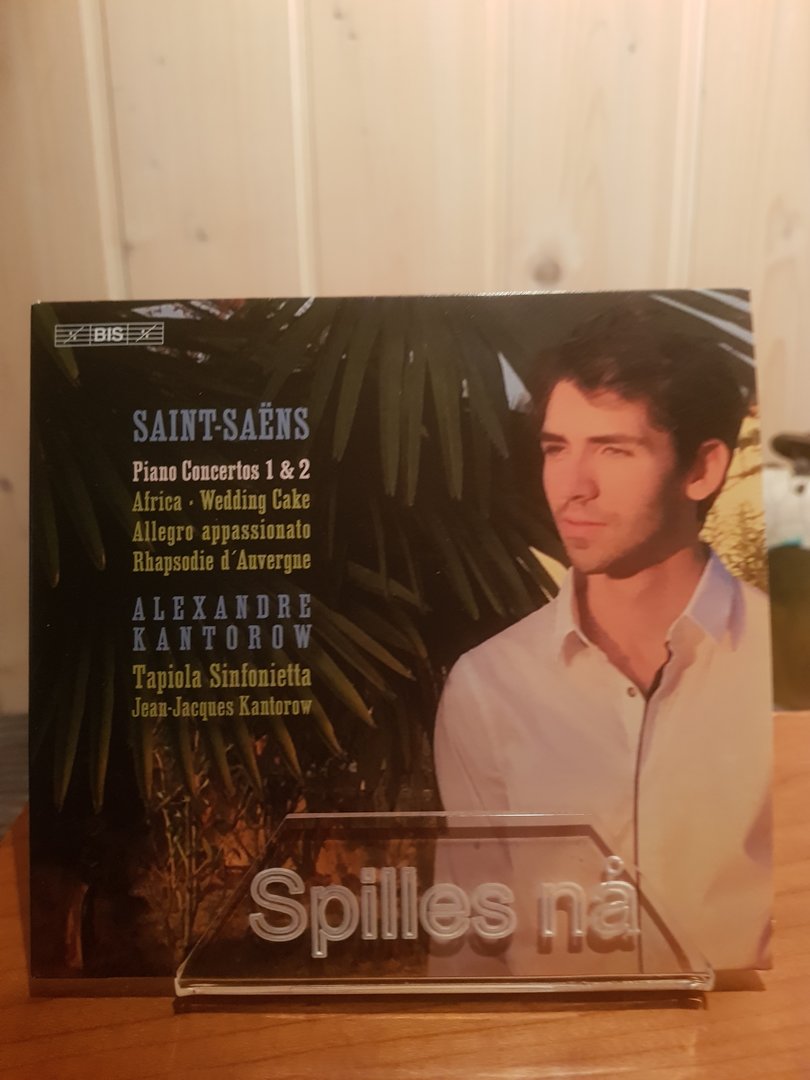 BIS
SAINT-SAËNS
Piano Concertos 1 & 2
Africa · Wedding Cake
Allegro appassionato
Rhapsodie d´Auvergne
ALEXANDRE
KANTOROW
Tapiola Sinfonietta
Jean-Jacques Kantorow
Spilles nå